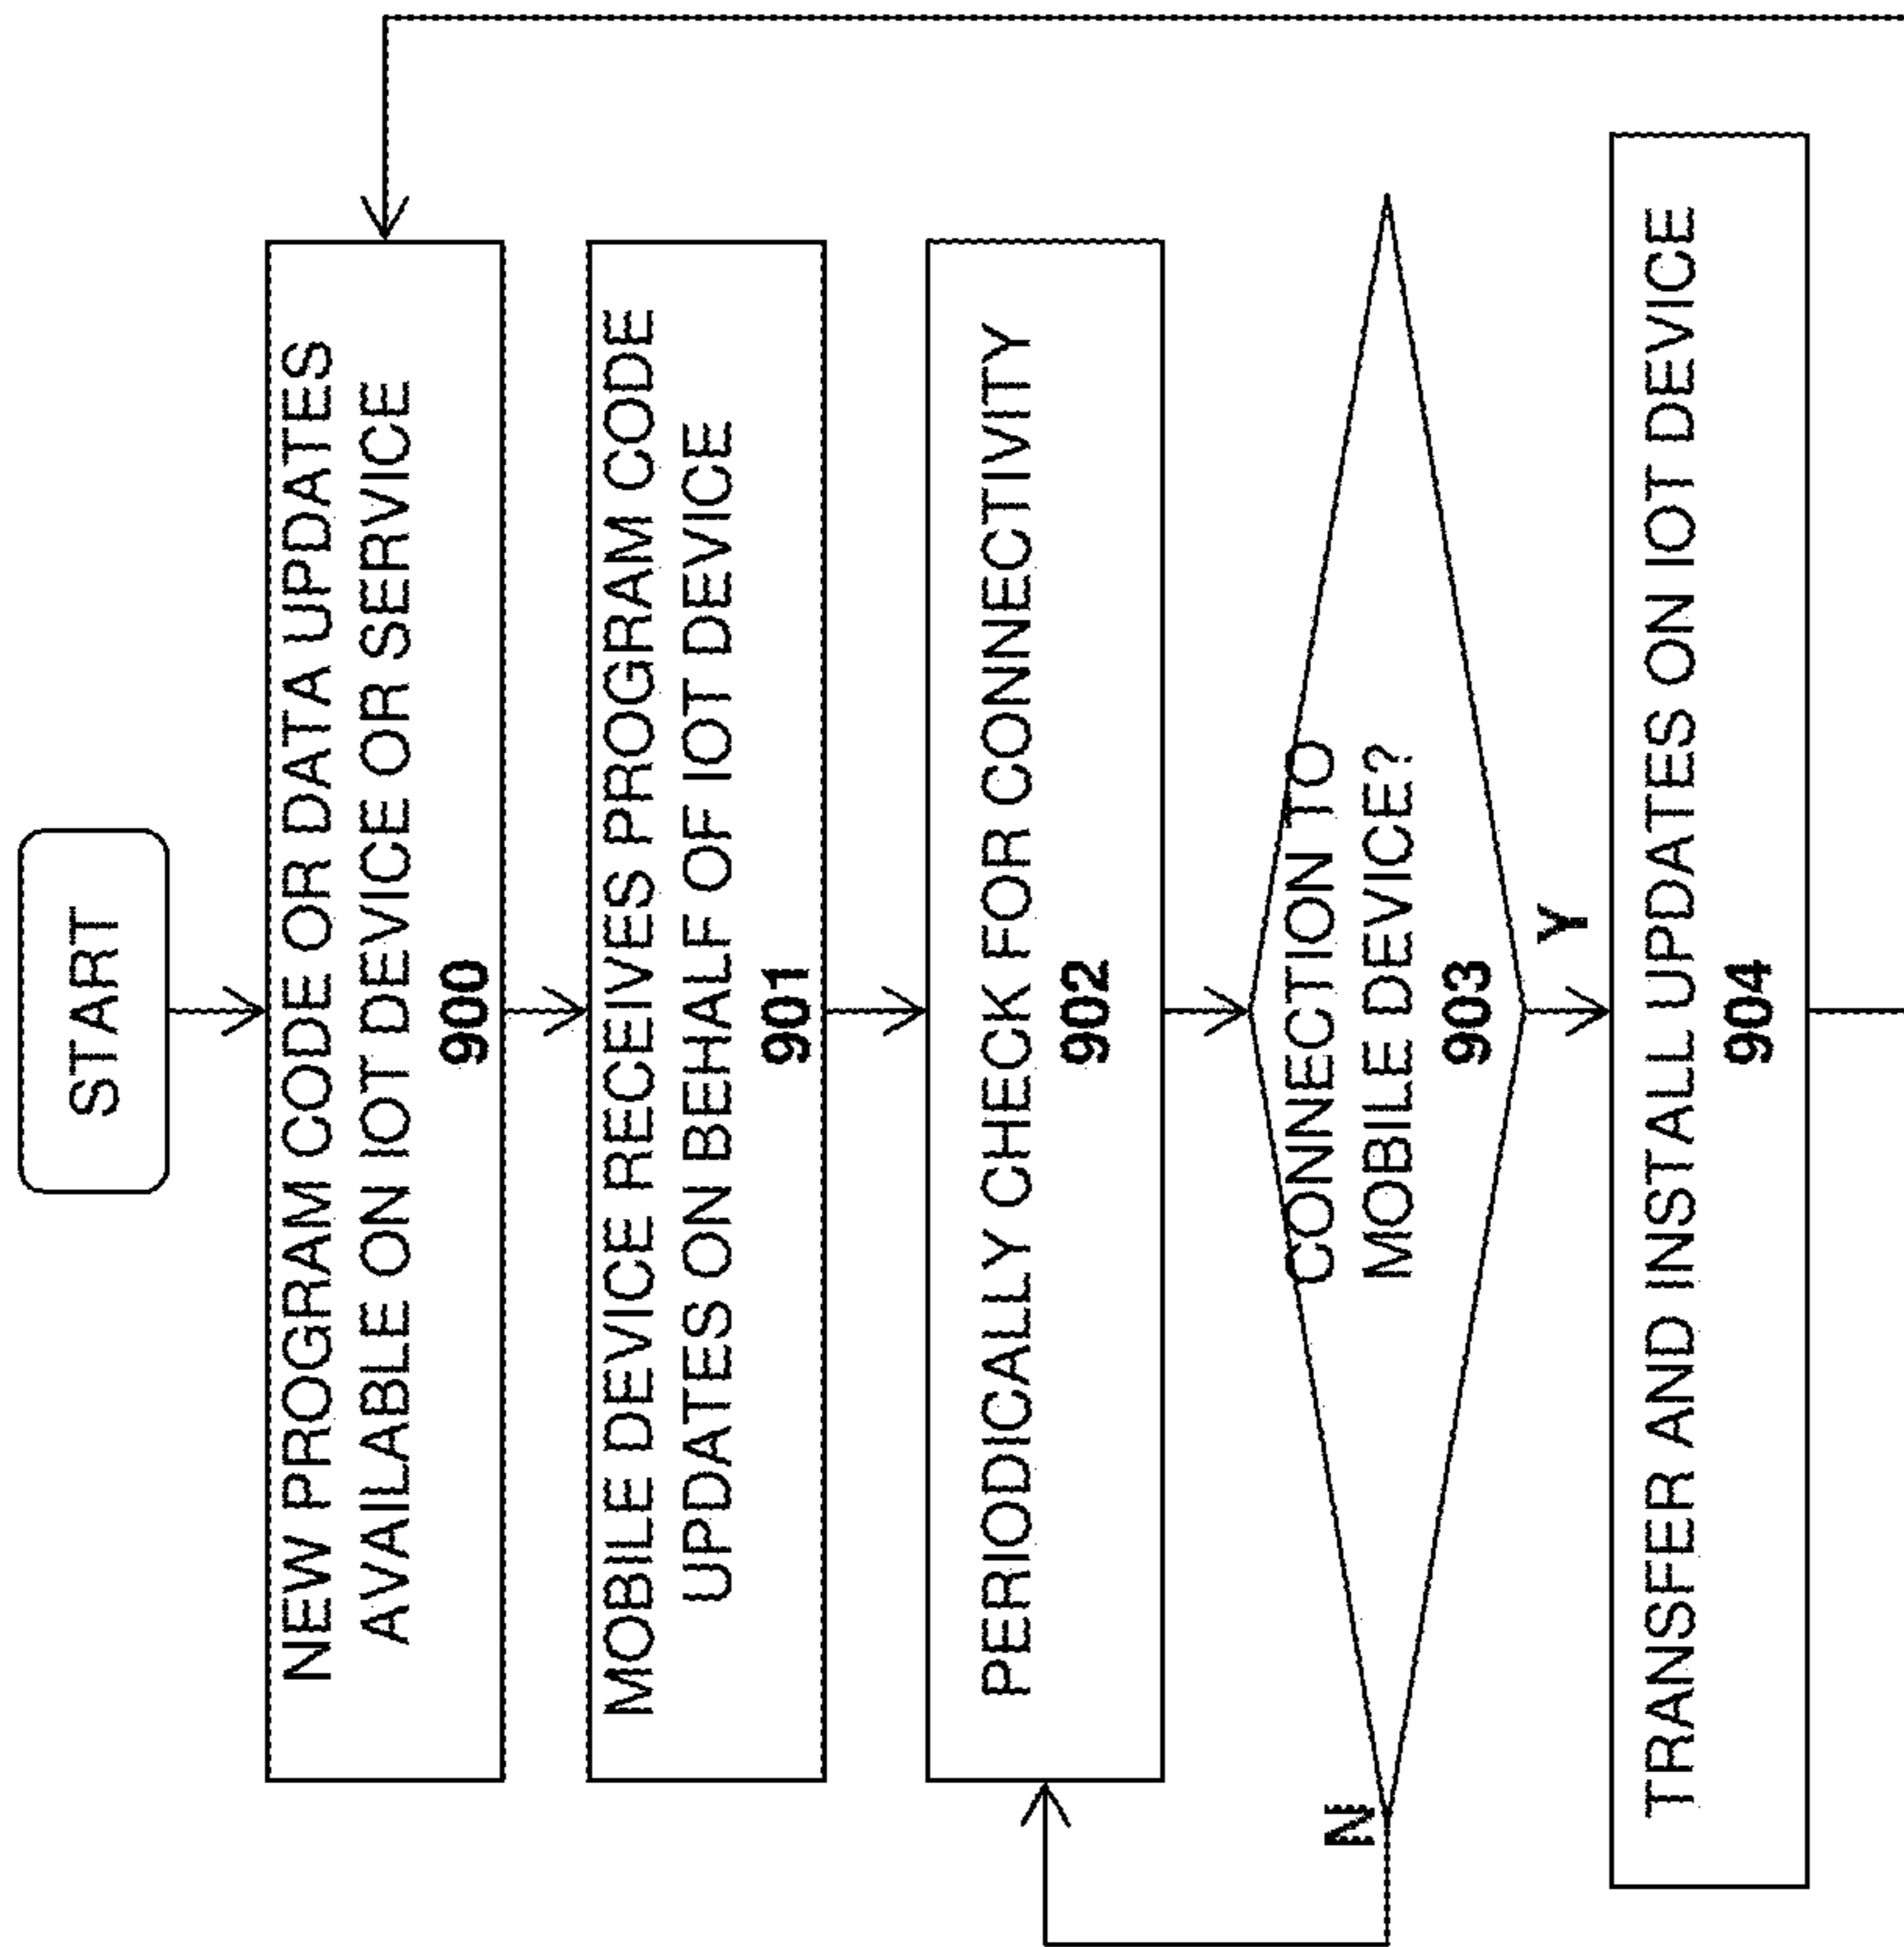 START
NEW PROGRAM CODE OR DATA UPDATES
AVAILABLE ON IOT DEVICE OR SERVICE
900
MOBILE DEVICE RECEIVES PROGRAM CODE
UPDATES ON BEHALF OF IOT DEVICE
901
PERIODICALLY CHECK FOR CONNECTIVITY
902
CONNECTION TO
MOBILE DEVICE?
903
N
Y
TRANSFER AND INSTALL UPDATES ON IOT DEVICE
904